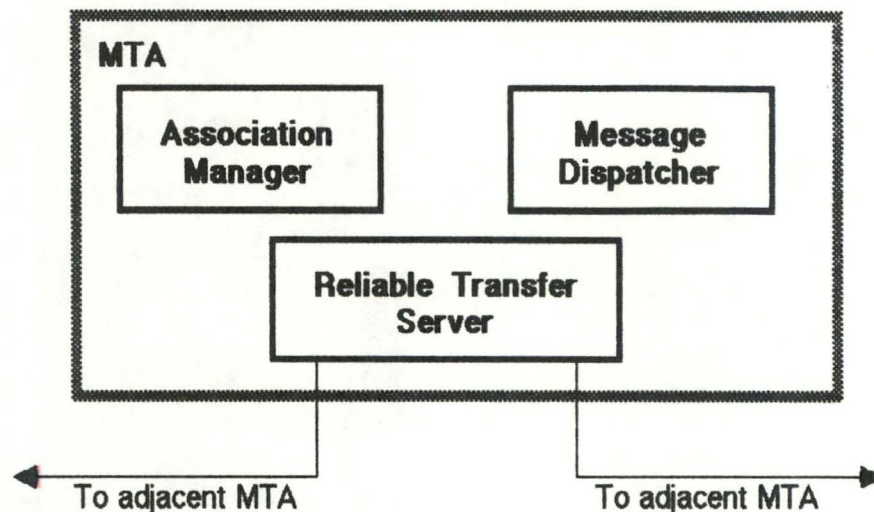 MTA
Association
Manager
Message
Dispatcher
Reliable Transfer
Server
To adjacent MTA
To adjacent MTA